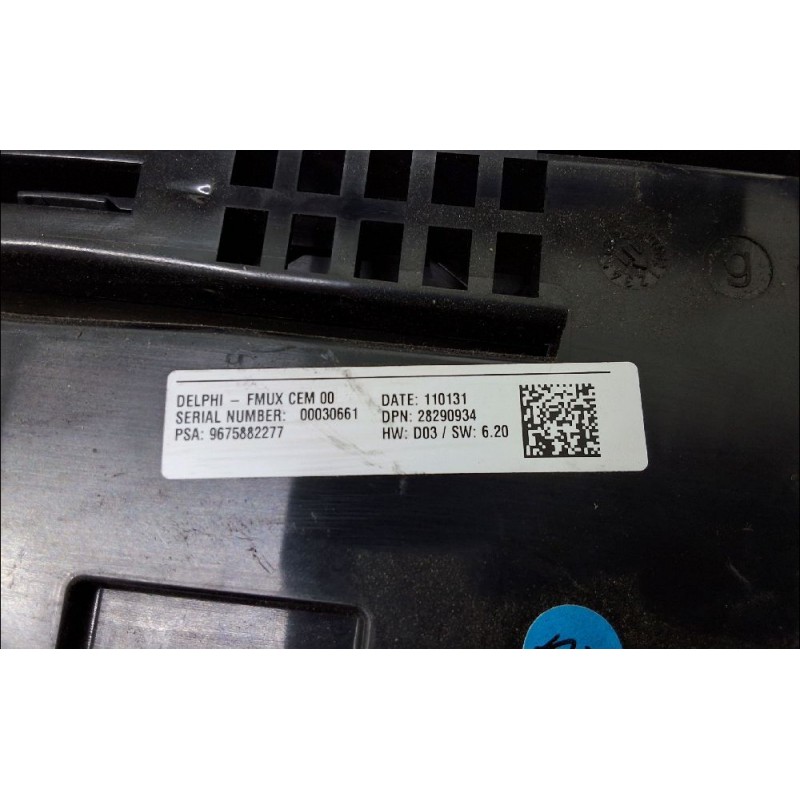 DELPHI – FMUX CEM 00 DATE: 110131
SERIAL NUMBER: 00030661 DPN: 28290934
PSA: 9675882277 HW: D03 / SW: 6.20
g